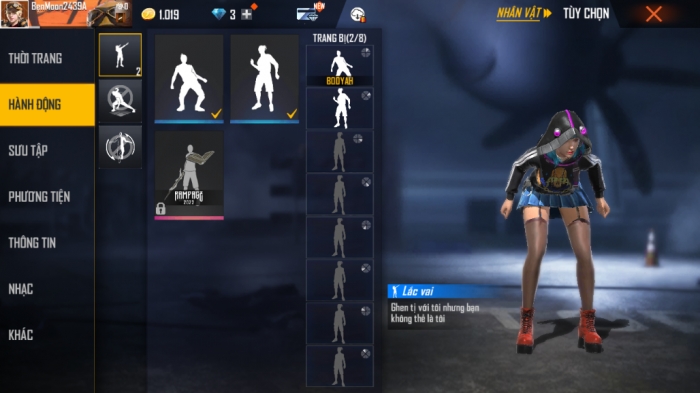 BenMoon2439A
1.019
3
NEW
NHÂN VẬT
TÙY CHỌN
THỜI TRANG
HÀNH ĐỘNG
SƯU TẬP
PHƯƠNG TIỆN
THÔNG TIN
NHẠC
KHÁC
2
RAMPAGE
2020
TRANG BỊ(2/8)
BOOYAH
Lắc vai
Ghen tị với tôi nhưng bạn
không thể là tôi